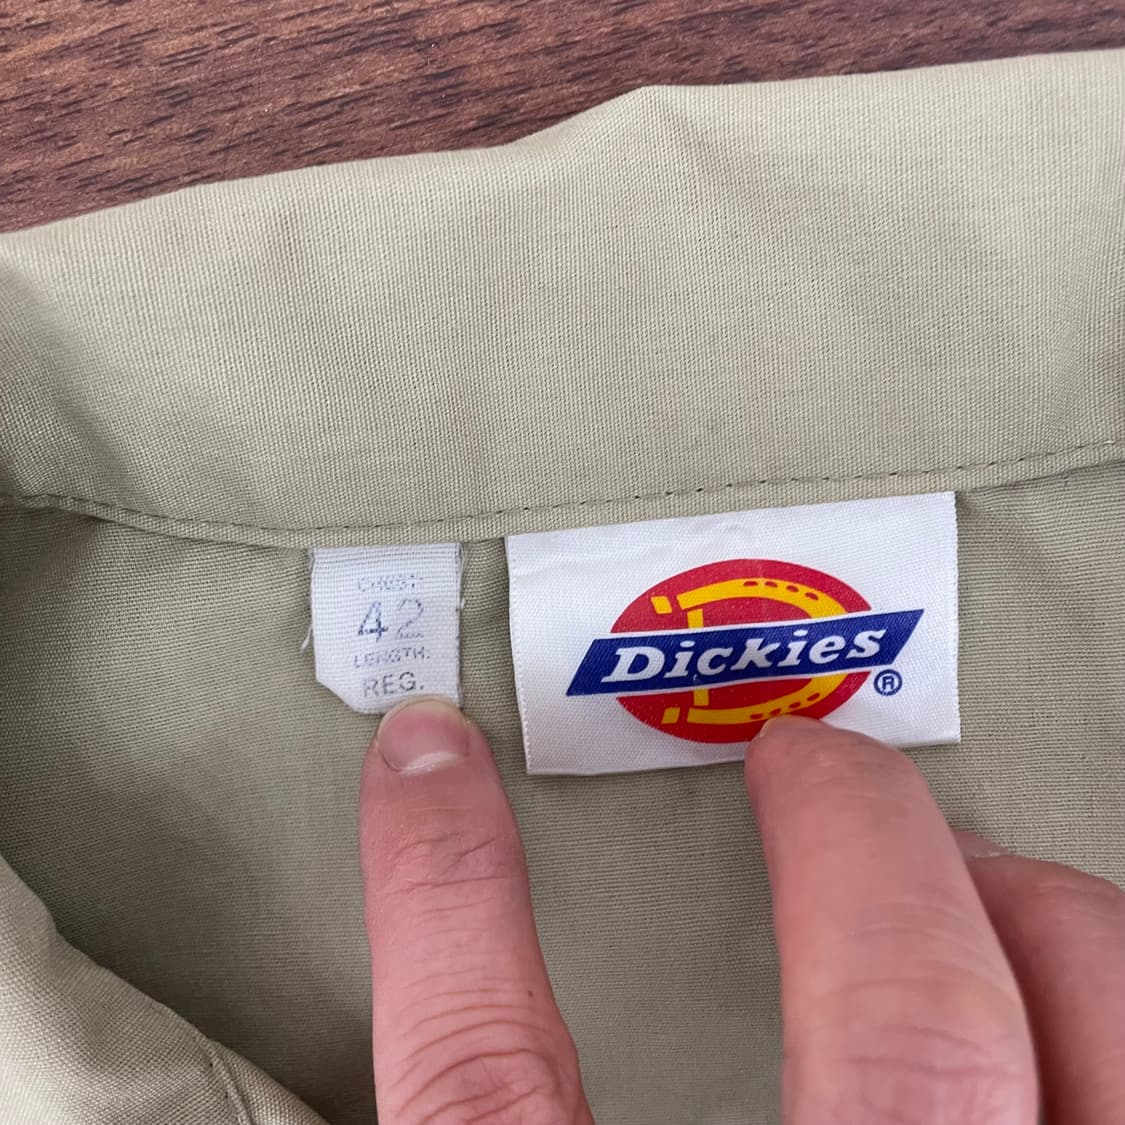 CHEST:
42
LENGTH:
REG.
Dickies
®